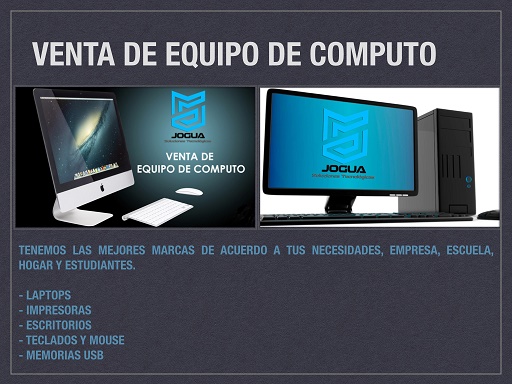 VENTA DE EQUIPO DE COMPUTO
JOGUA
Soluciones Tecnológicas
VENTA DE
EQUIPO DE COMPUTO
JOGUA
Soluciones Tecnológicas
TENEMOS LAS MEJORES MARCAS DE ACUERDO A TUS NECESIDADES, EMPRESA, ESCUELA,
HOGAR Y ESTUDIANTES.
- LAPTOPS
- IMPRESORAS
- ESCRITORIOS
- TECLADOS Y MOUSE
- MEMORIAS USB